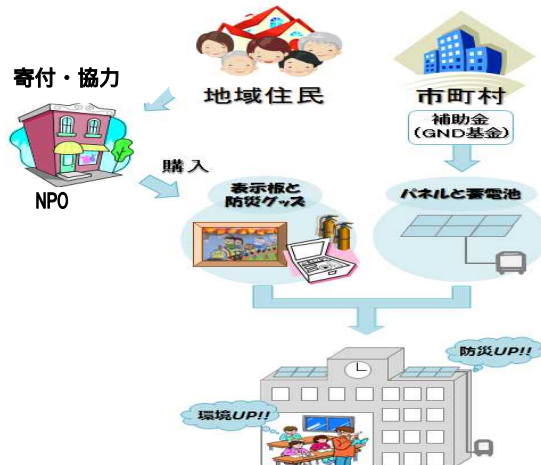 寄付・協力
地域住民
市町村
補助金
(GND基金)
NPO
購入
表示板と
防災グッズ
パネルと蓄電池
防災UP!!
環境UP!!